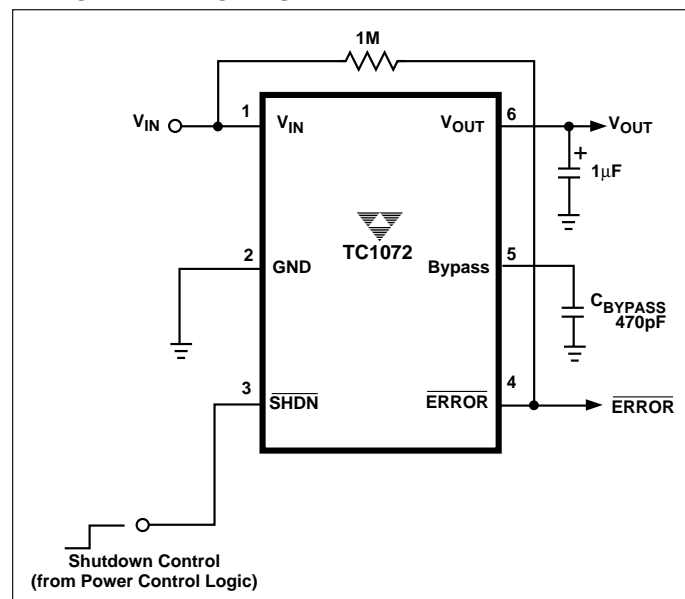 1M
1
6
VIN
VIN
VOUT
VOUT
+
1µF
TC1072
2
5
GND
Bypass
CBYPASS
470pF
3
4
SHDN
ERROR
ERROR
Shutdown Control
(from Power Control Logic)